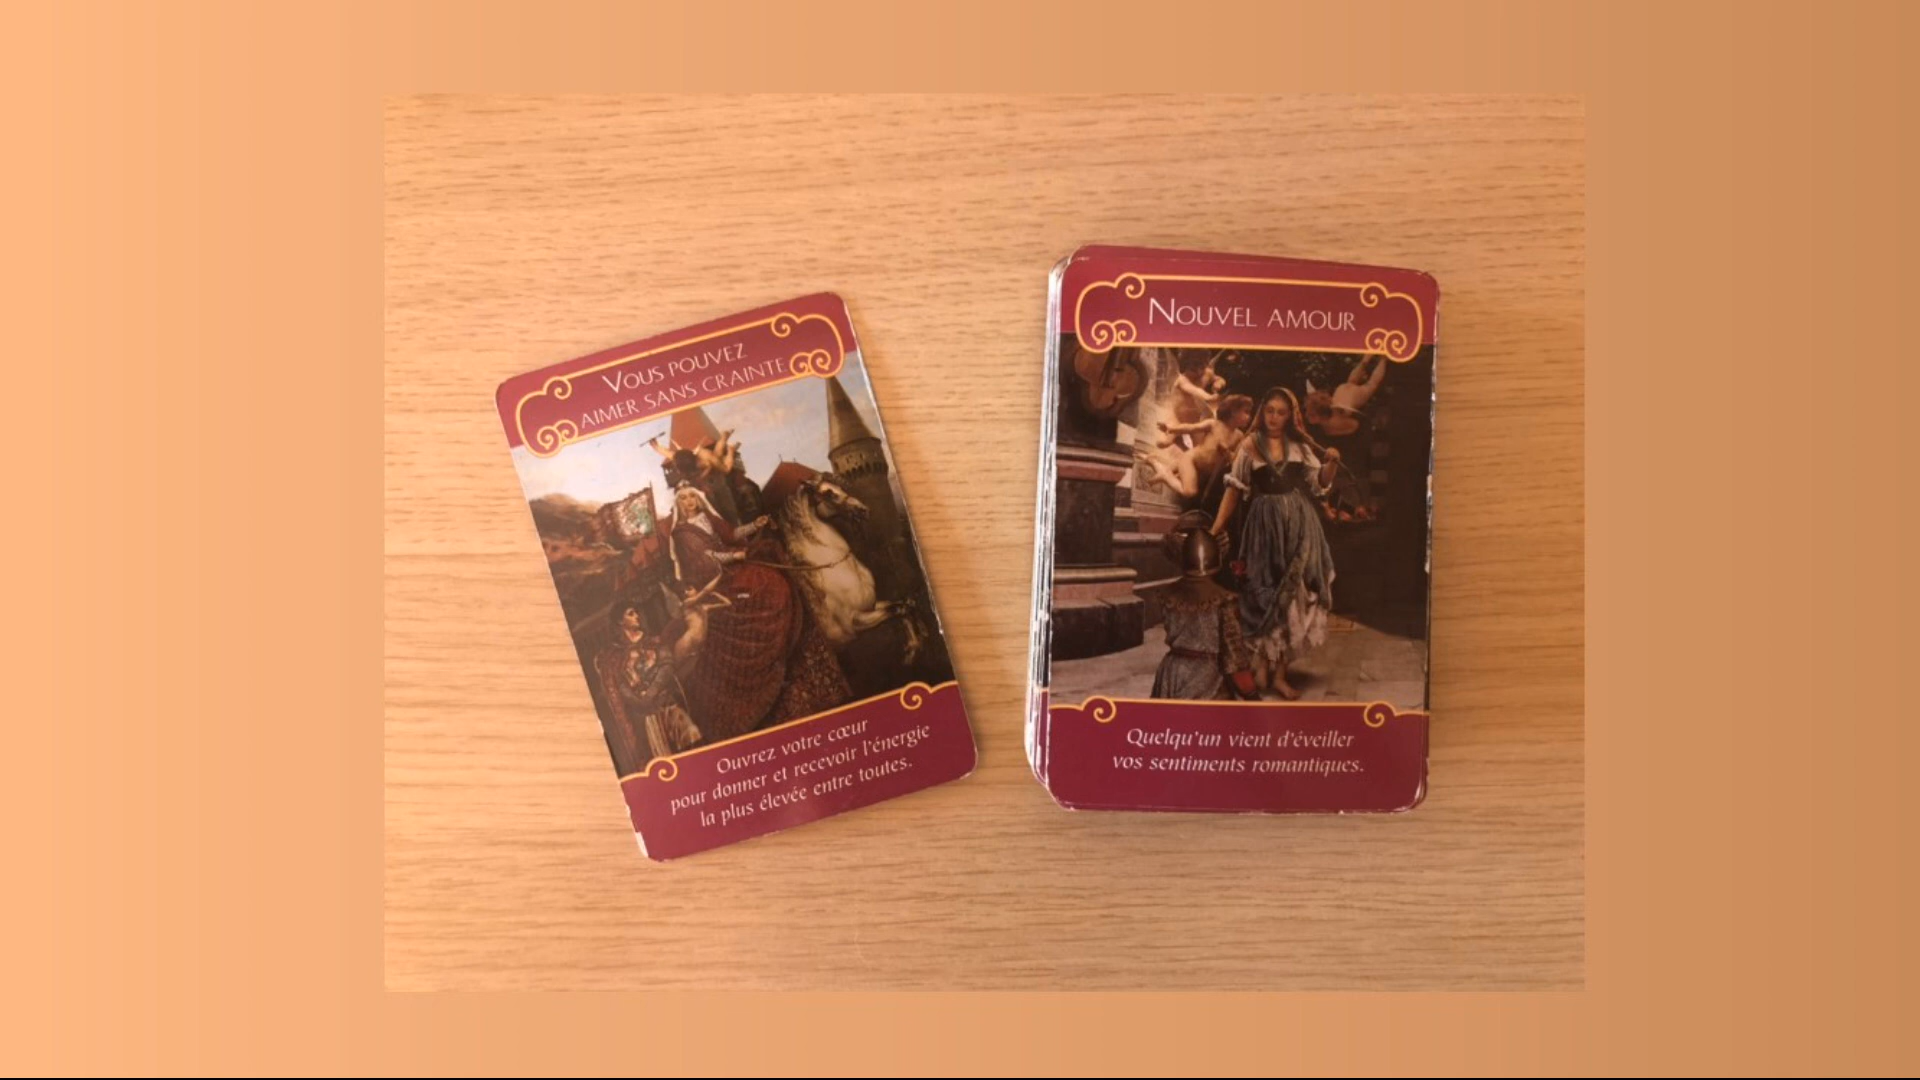 Vous pouvez
aimer sans crainte
Ouvrez votre cœur
pour donner et recevoir l'énergie
la plus élevée entre toutes.
Nouvel amour
Quelqu'un vient d'éveiller
vos sentiments romantiques.